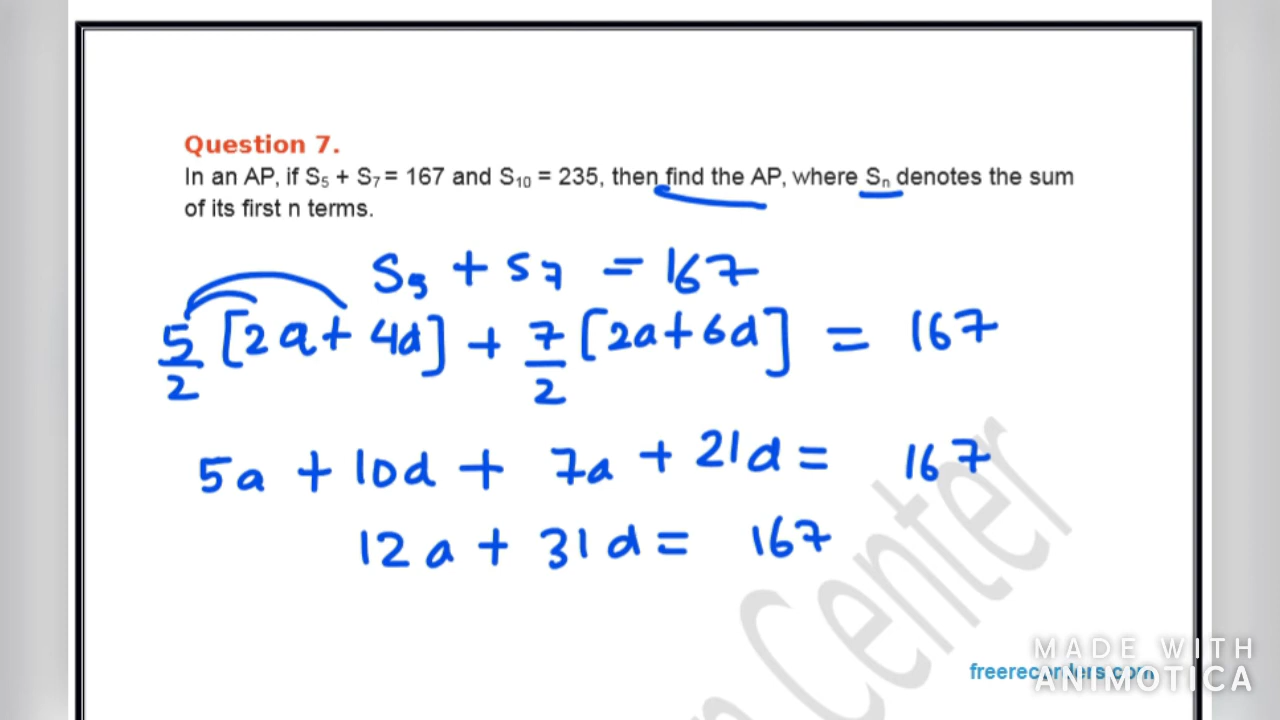 Question 7.
In an AP, if S₅ + S₇ = 167 and S₁₀ = 235, then find the AP, where Sₙ denotes the sum
of its first n terms.
S₅ + S₇ = 167
5/2 [2a + 4d] + 7/2 [2a + 6d] = 167
5a + 10d + 7a + 21d = 167
12a + 31d = 167
Center
MADE WITH
ANIMOTICA